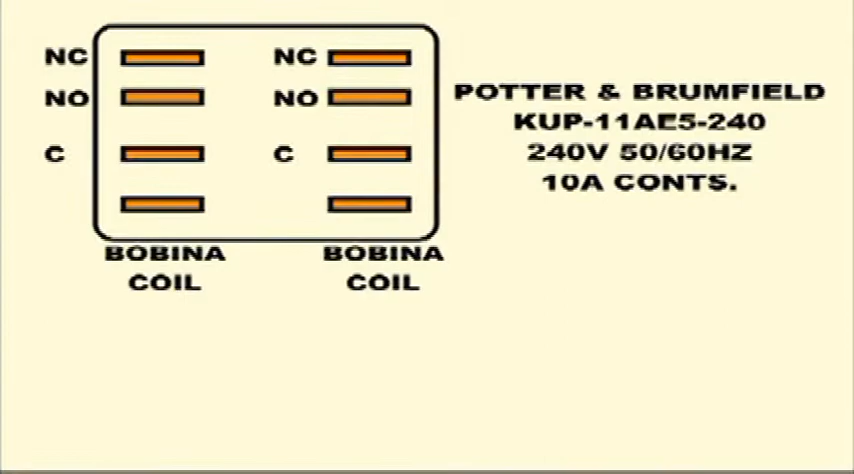 NC NC
NO NO
C C
BOBINA BOBINA
COIL COIL
POTTER & BRUMFIELD
KUP-11AE5-240
240V 50/60HZ
10A CONTS.